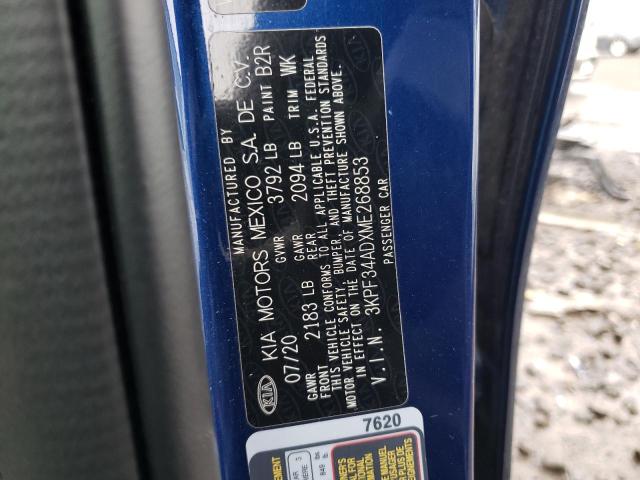 MANUFACTURED BY
KIA KIA MOTORS MEXICO S.A. DE C.V.
07/20 GVWR 3792 LB PAINT B2R
GAWR FRONT 2183 LB GAWR REAR 2094 LB TRIM WK
THIS VEHICLE CONFORMS TO ALL APPLICABLE U.S.A. FEDERAL
MOTOR VEHICLE SAFETY, BUMPER, AND THEFT PREVENTION STANDARDS
IN EFFECT ON THE DATE OF MANUFACTURE SHOWN ABOVE.
V.I.N. 3KPF34ADXME268853
PASSENGER CAR
7620